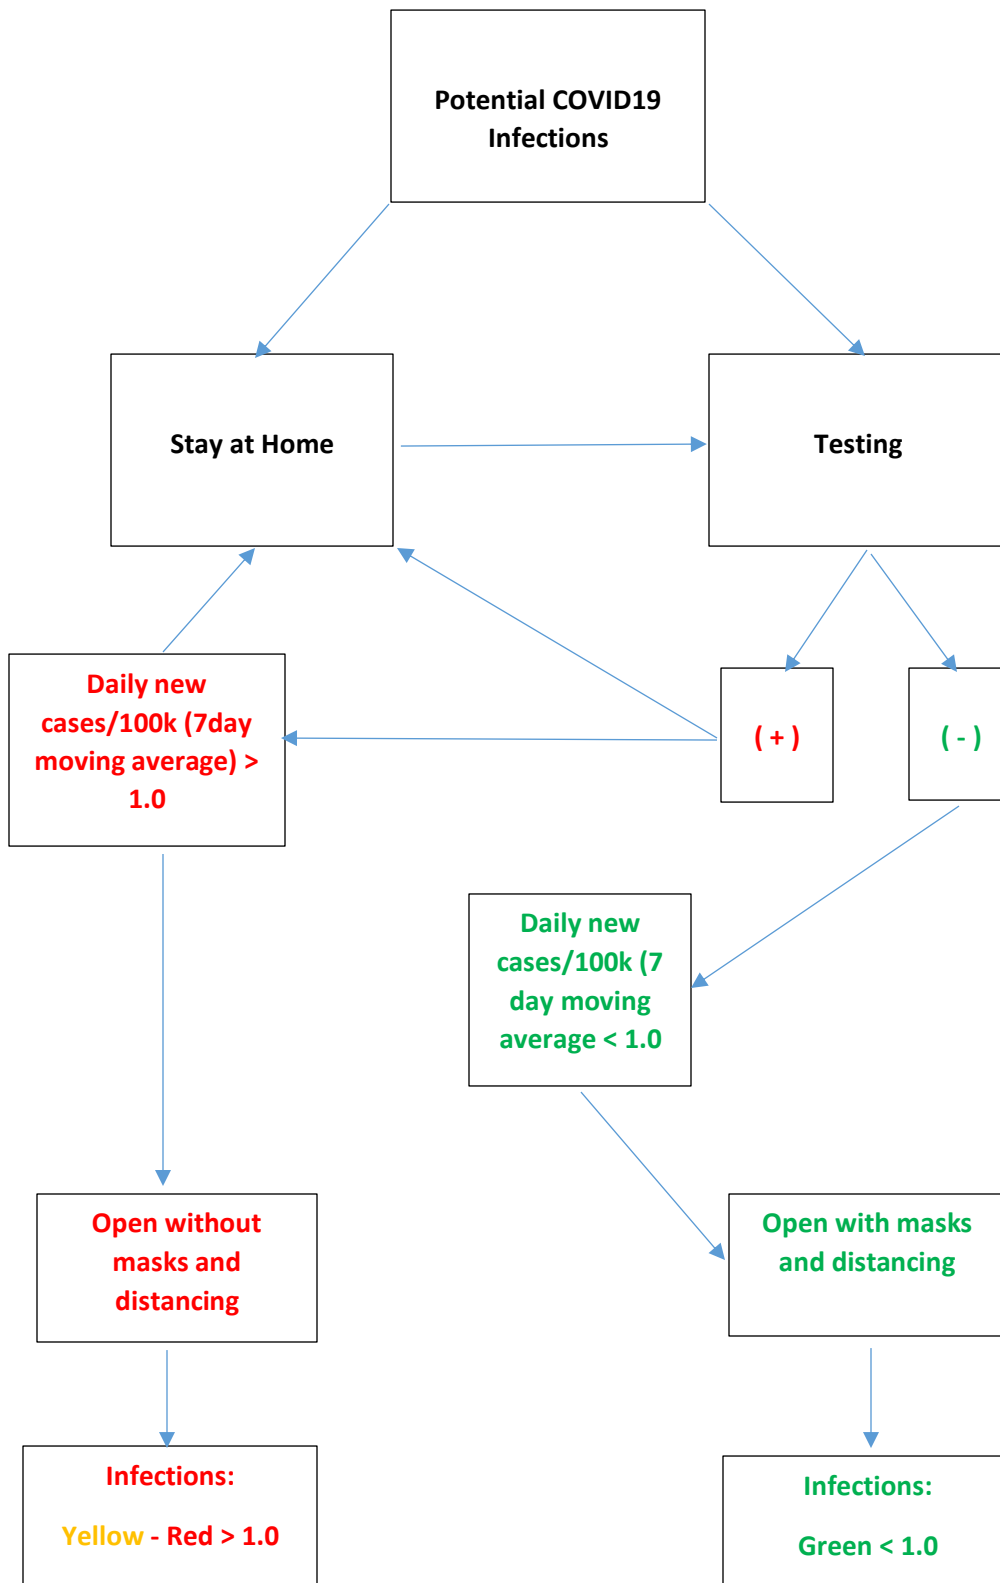 Potential COVID19
Infections
Stay at Home
Testing
Daily new
cases/100k (7day
moving average) >
1.0
( + )
( - )
Daily new
cases/100k (7
day moving
average < 1.0
Open without
masks and
distancing
Open with masks
and distancing
Infections:
Yellow - Red > 1.0
Infections:
Green < 1.0